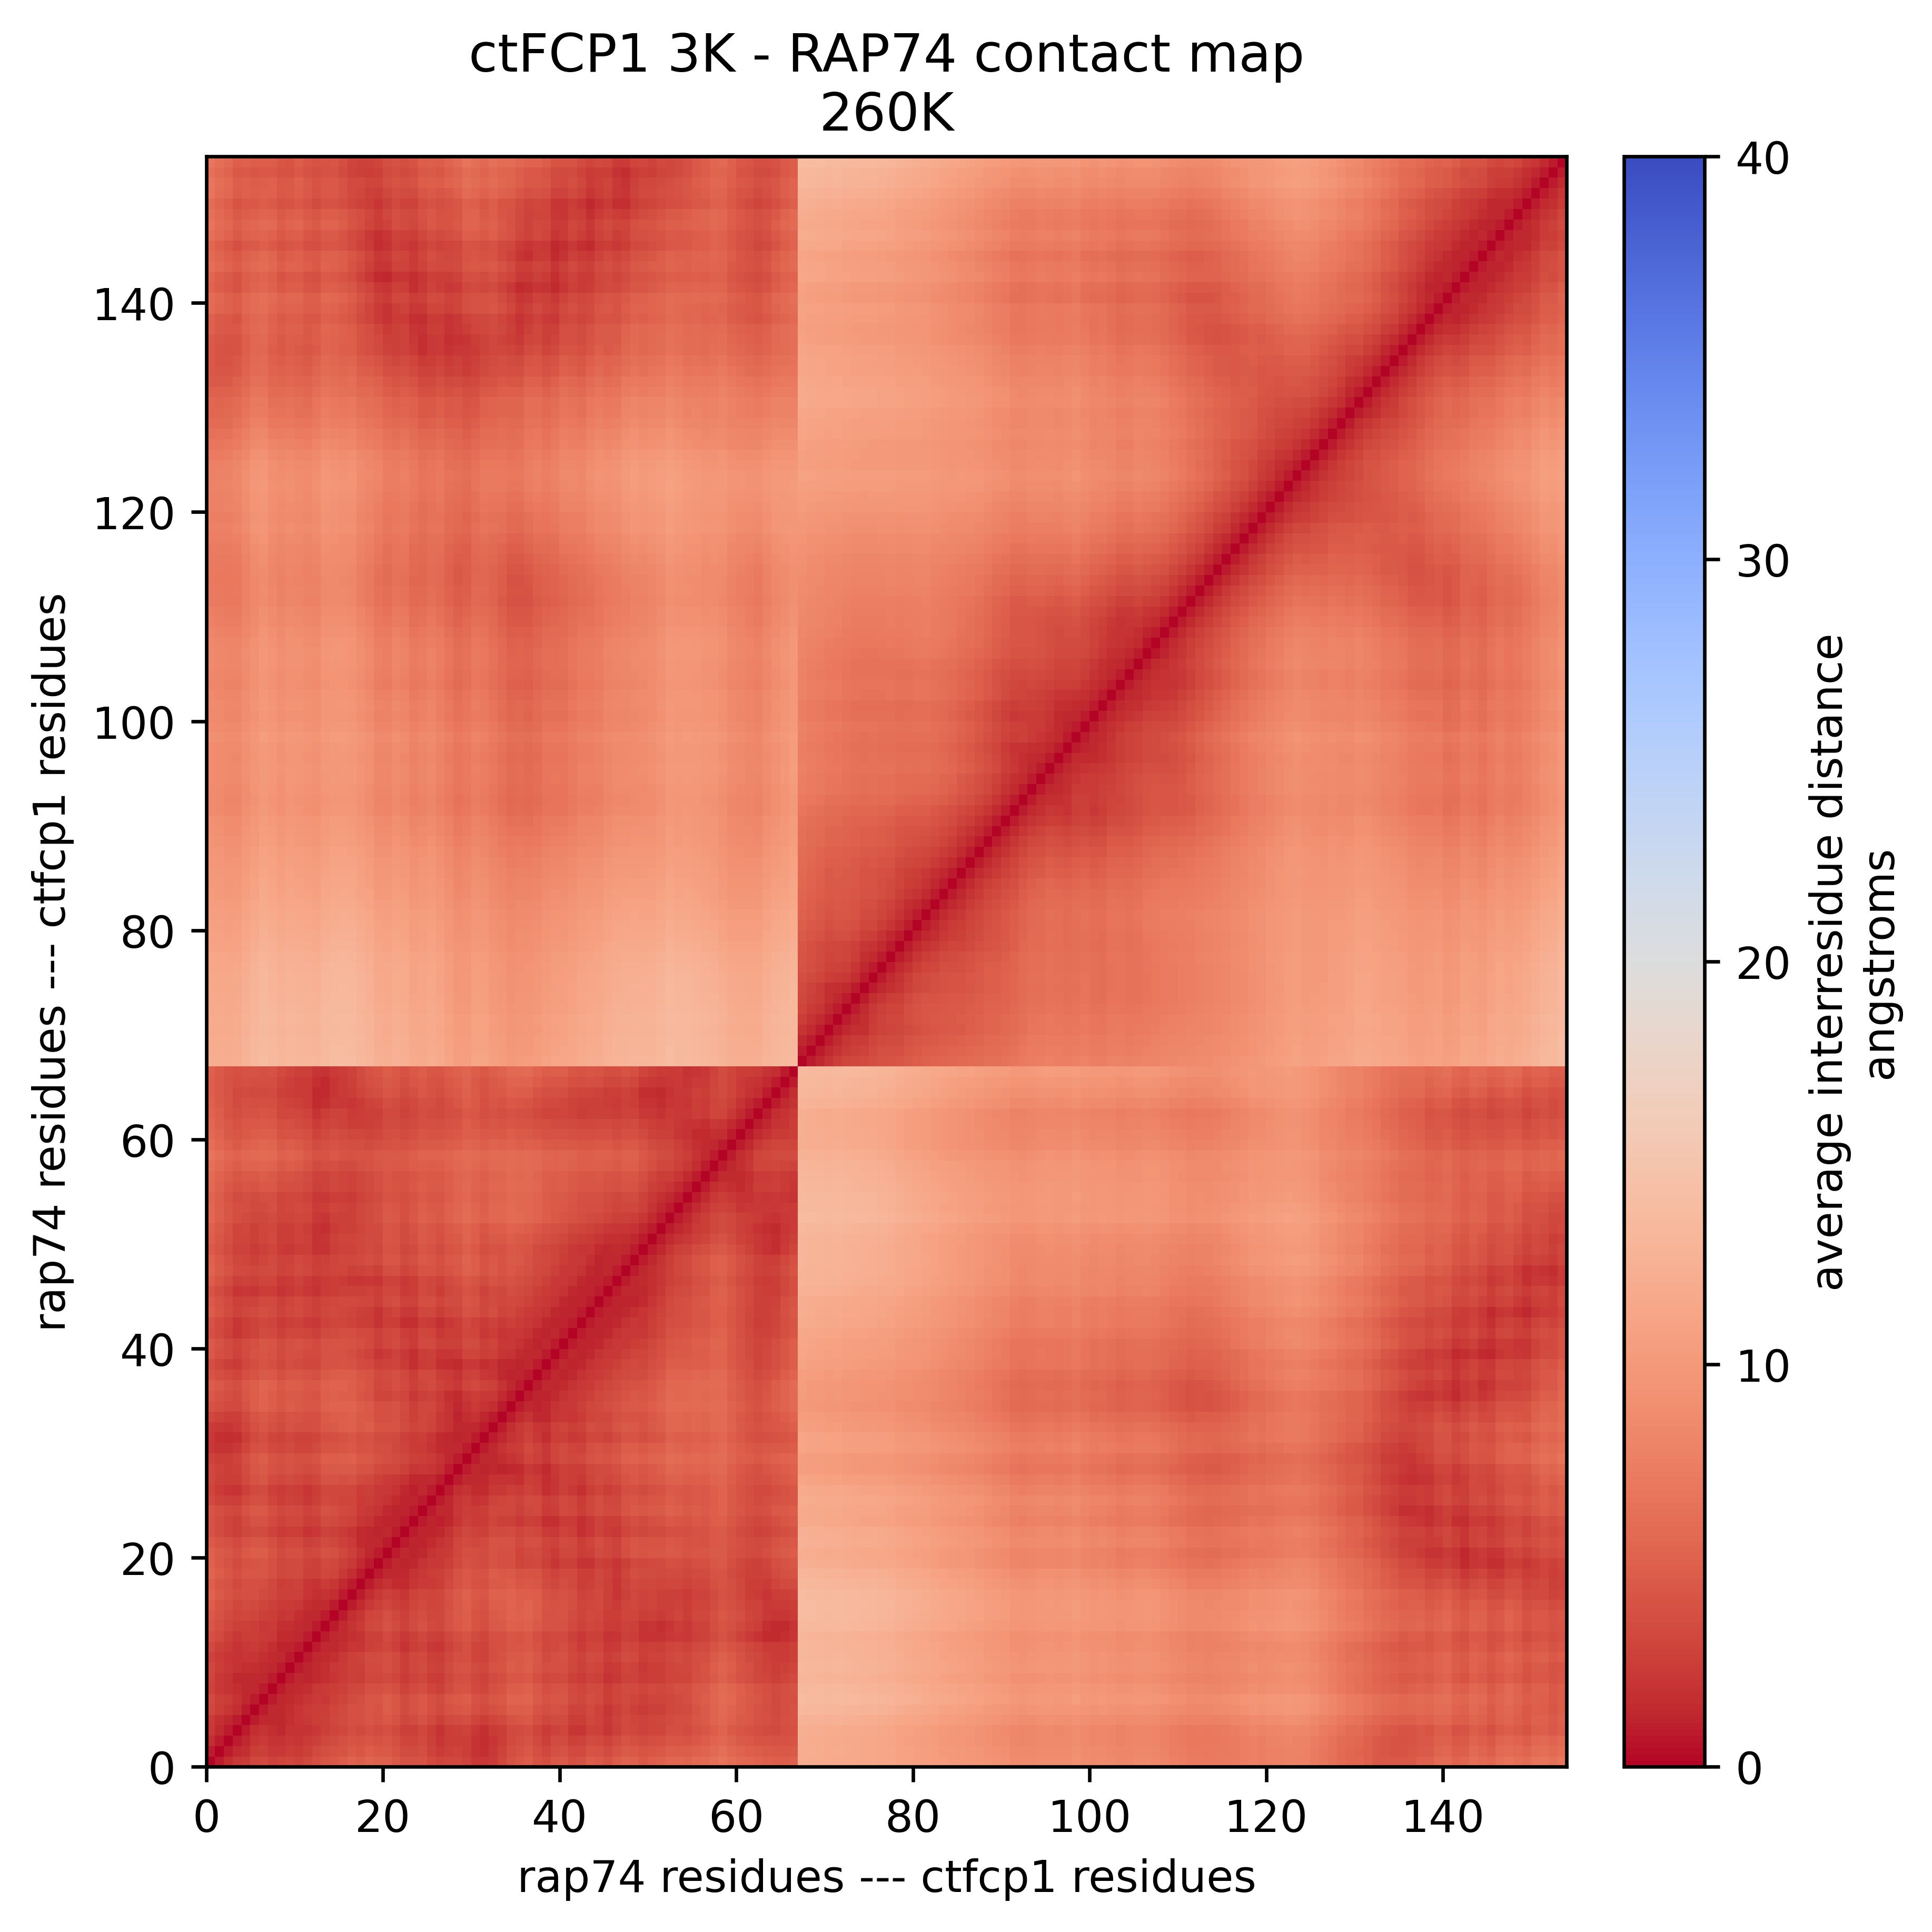 ctFCP1 3K - RAP74 contact map
260K
rap74 residues --- ctfcp1 residues
140
120
100
80
60
40
20
0
0 20 40 60 80 100 120 140
rap74 residues --- ctfcp1 residues
40
30
20
10
0
average interresidue distance
angstroms